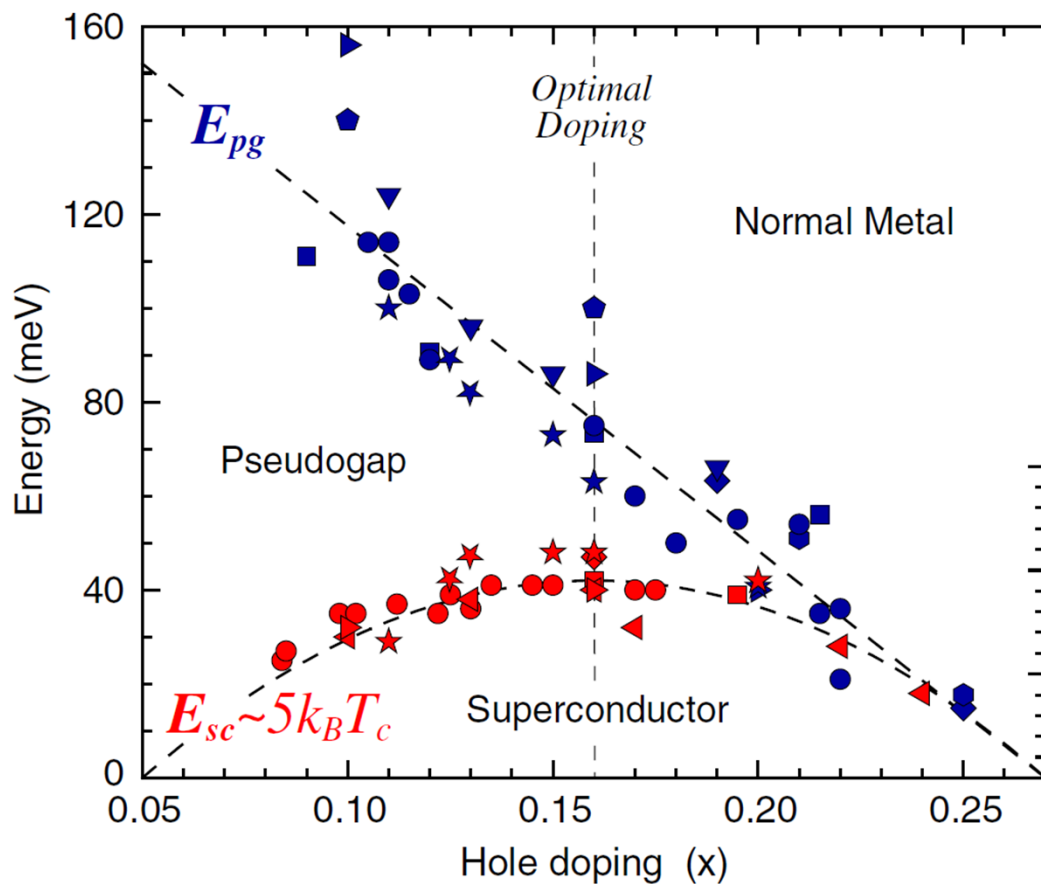 160
120
80
40
0
Energy (meV)
E_pg
Optimal
Doping
Normal Metal
Pseudogap
E_sc~5k_BT_c
Superconductor
0.05 0.10 0.15 0.20 0.25
Hole doping (x)